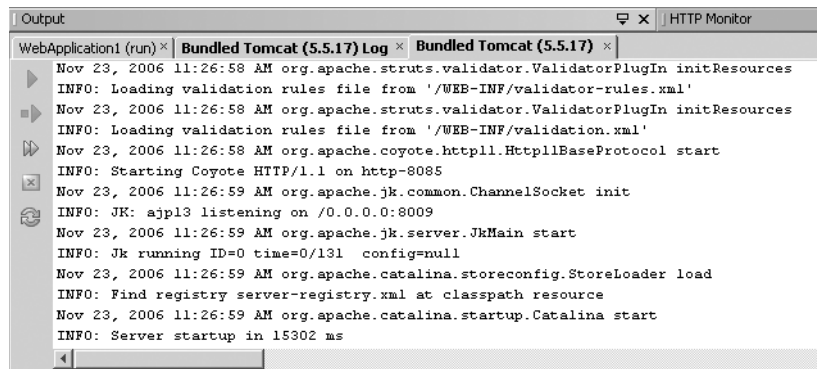 Output HTTP Monitor
WebApplication1 (run) × Bundled Tomcat (5.5.17) Log × Bundled Tomcat (5.5.17) ×
Nov 23, 2006 11:26:58 AM org.apache.struts.validator.ValidatorPlugIn initResources
INFO: Loading validation rules file from '/WEB-INF/validator-rules.xml'
Nov 23, 2006 11:26:58 AM org.apache.struts.validator.ValidatorPlugIn initResources
INFO: Loading validation rules file from '/WEB-INF/validation.xml'
Nov 23, 2006 11:26:58 AM org.apache.coyote.http11.Http11BaseProtocol start
INFO: Starting Coyote HTTP/1.1 on http-8085
Nov 23, 2006 11:26:59 AM org.apache.jk.common.ChannelSocket init
INFO: JK: ajp13 listening on /0.0.0.0:8009
Nov 23, 2006 11:26:59 AM org.apache.jk.server.JkMain start
INFO: Jk running ID=0 time=0/131 config=null
Nov 23, 2006 11:26:59 AM org.apache.catalina.storeconfig.StoreLoader load
INFO: Find registry server-registry.xml at classpath resource
Nov 23, 2006 11:26:59 AM org.apache.catalina.startup.Catalina start
INFO: Server startup in 15302 ms